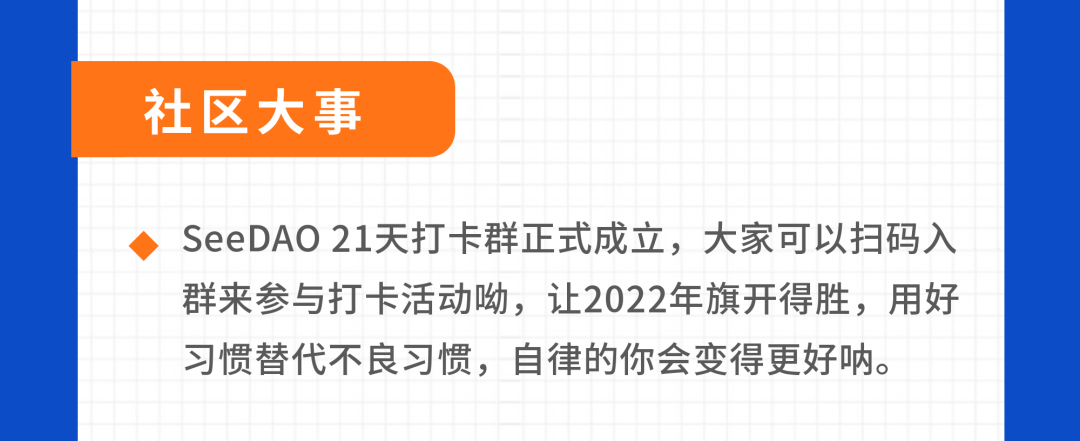 社区大事
SeeDAO 21天打卡群正式成立，大家可以扫码入
群来参与打卡活动呦，让2022年旗开得胜，用好
习惯替代不良习惯，自律的你会变得更好呐。